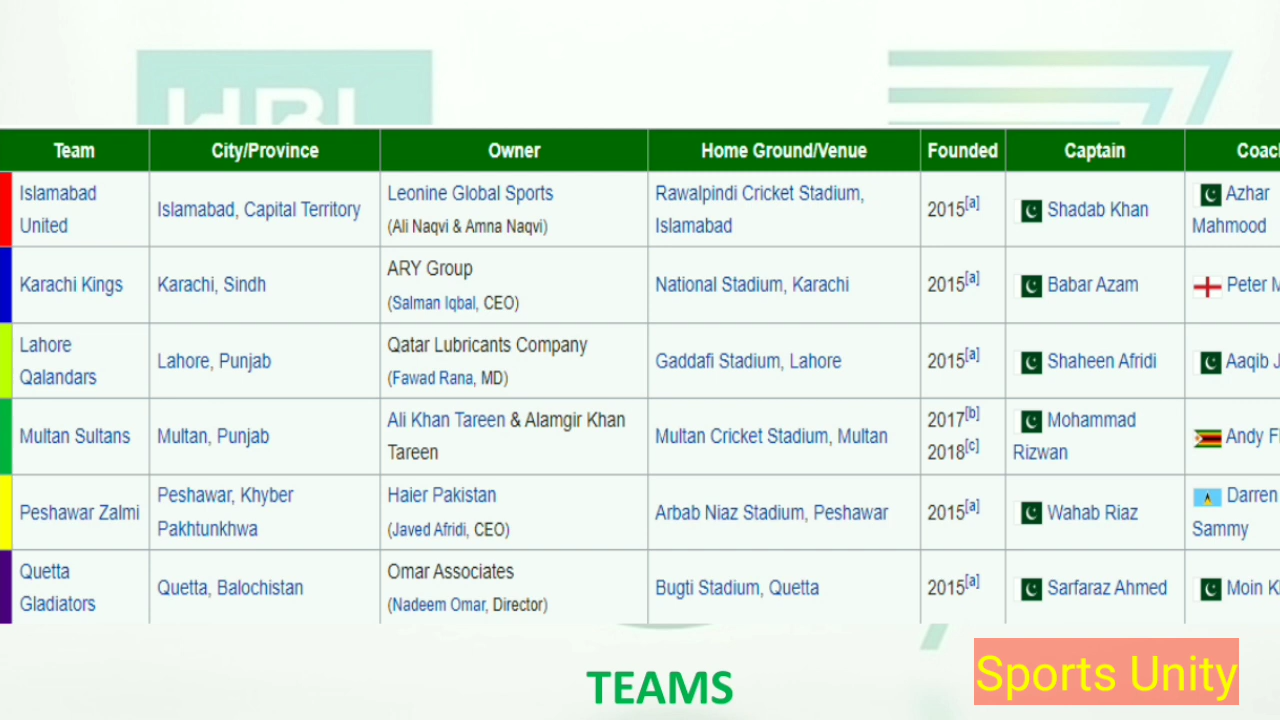 HBL
Team City/Province Owner Home Ground/Venue Founded Captain
Islamabad
United
Islamabad, Capital Territory
Leonine Global Sports
(Ali Naqvi & Amna Naqvi)
Rawalpindi Cricket Stadium,
Islamabad
2015[a]
Shadab Khan
Azhar
Mahmood
Karachi Kings
Karachi, Sindh
ARY Group
(Salman Iqbal, CEO)
National Stadium, Karachi
2015[a]
Babar Azam
Peter
Lahore
Qalandars
Lahore, Punjab
Qatar Lubricants Company
(Fawad Rana, MD)
Gaddafi Stadium, Lahore
2015[a]
Shaheen Afridi
Aaqib J
Multan Sultans
Multan, Punjab
Ali Khan Tareen & Alamgir Khan
Tareen
Multan Cricket Stadium, Multan
2017[b]
2018[c]
Mohammad
Rizwan
Andy
Peshawar Zalmi
Peshawar, Khyber
Pakhtunkhwa
Haier Pakistan
(Javed Afridi, CEO)
Arbab Niaz Stadium, Peshawar
2015[a]
Wahab Riaz
Darren
Sammy
Quetta
Gladiators
Quetta, Balochistan
Omar Associates
(Nadeem Omar, Director)
Bugti Stadium, Quetta
2015[a]
Sarfaraz Ahmed
Moin
TEAMS
Sports Unity